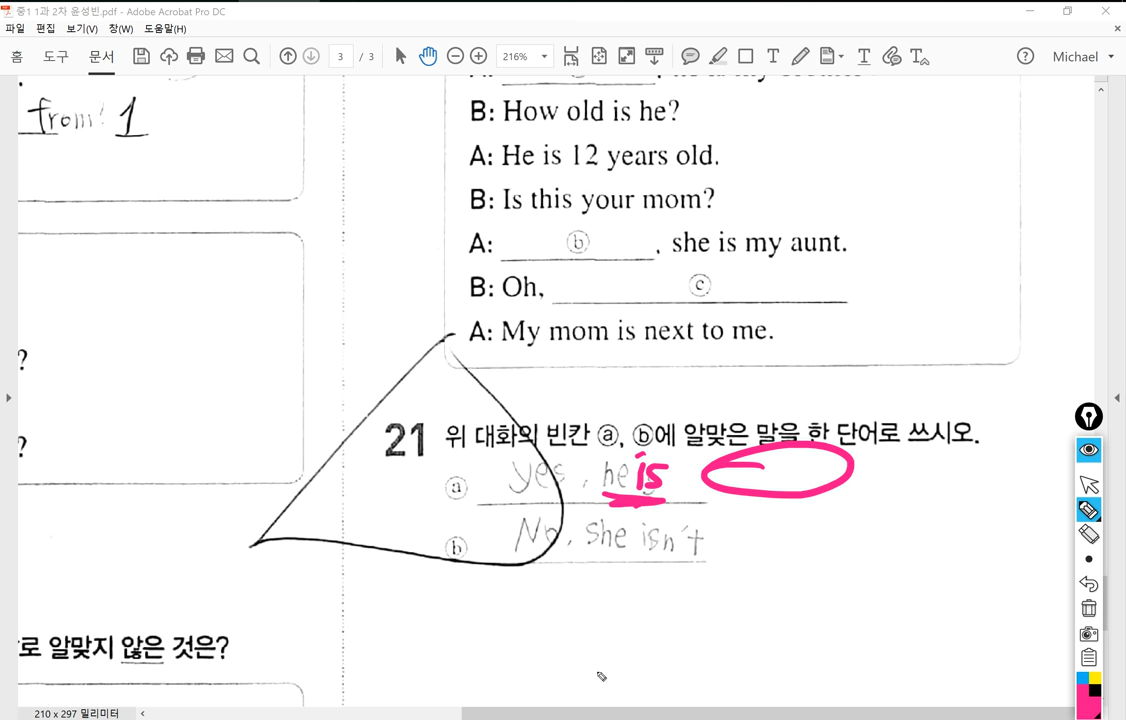 중1 1과 2차 윤성빈.pdf - Adobe Acrobat Pro DC
파일 편집 보기(V) 창(W) 도움말(H)
홈 도구 문서 3 / 3 216% Michael
from 1
B: How old is he?
A: He is 12 years old.
B: Is this your mom?
A: ⓑ , she is my aunt.
B: Oh, ⓒ
A: My mom is next to me.
?
?
21 위 대화의 빈칸 ⓐ, ⓑ에 알맞은 말을 한 단어로 쓰시오.
ⓐ yes, he is
ⓑ No, she isn't
로 알맞지 않은 것은?
210 x 297 밀리미터